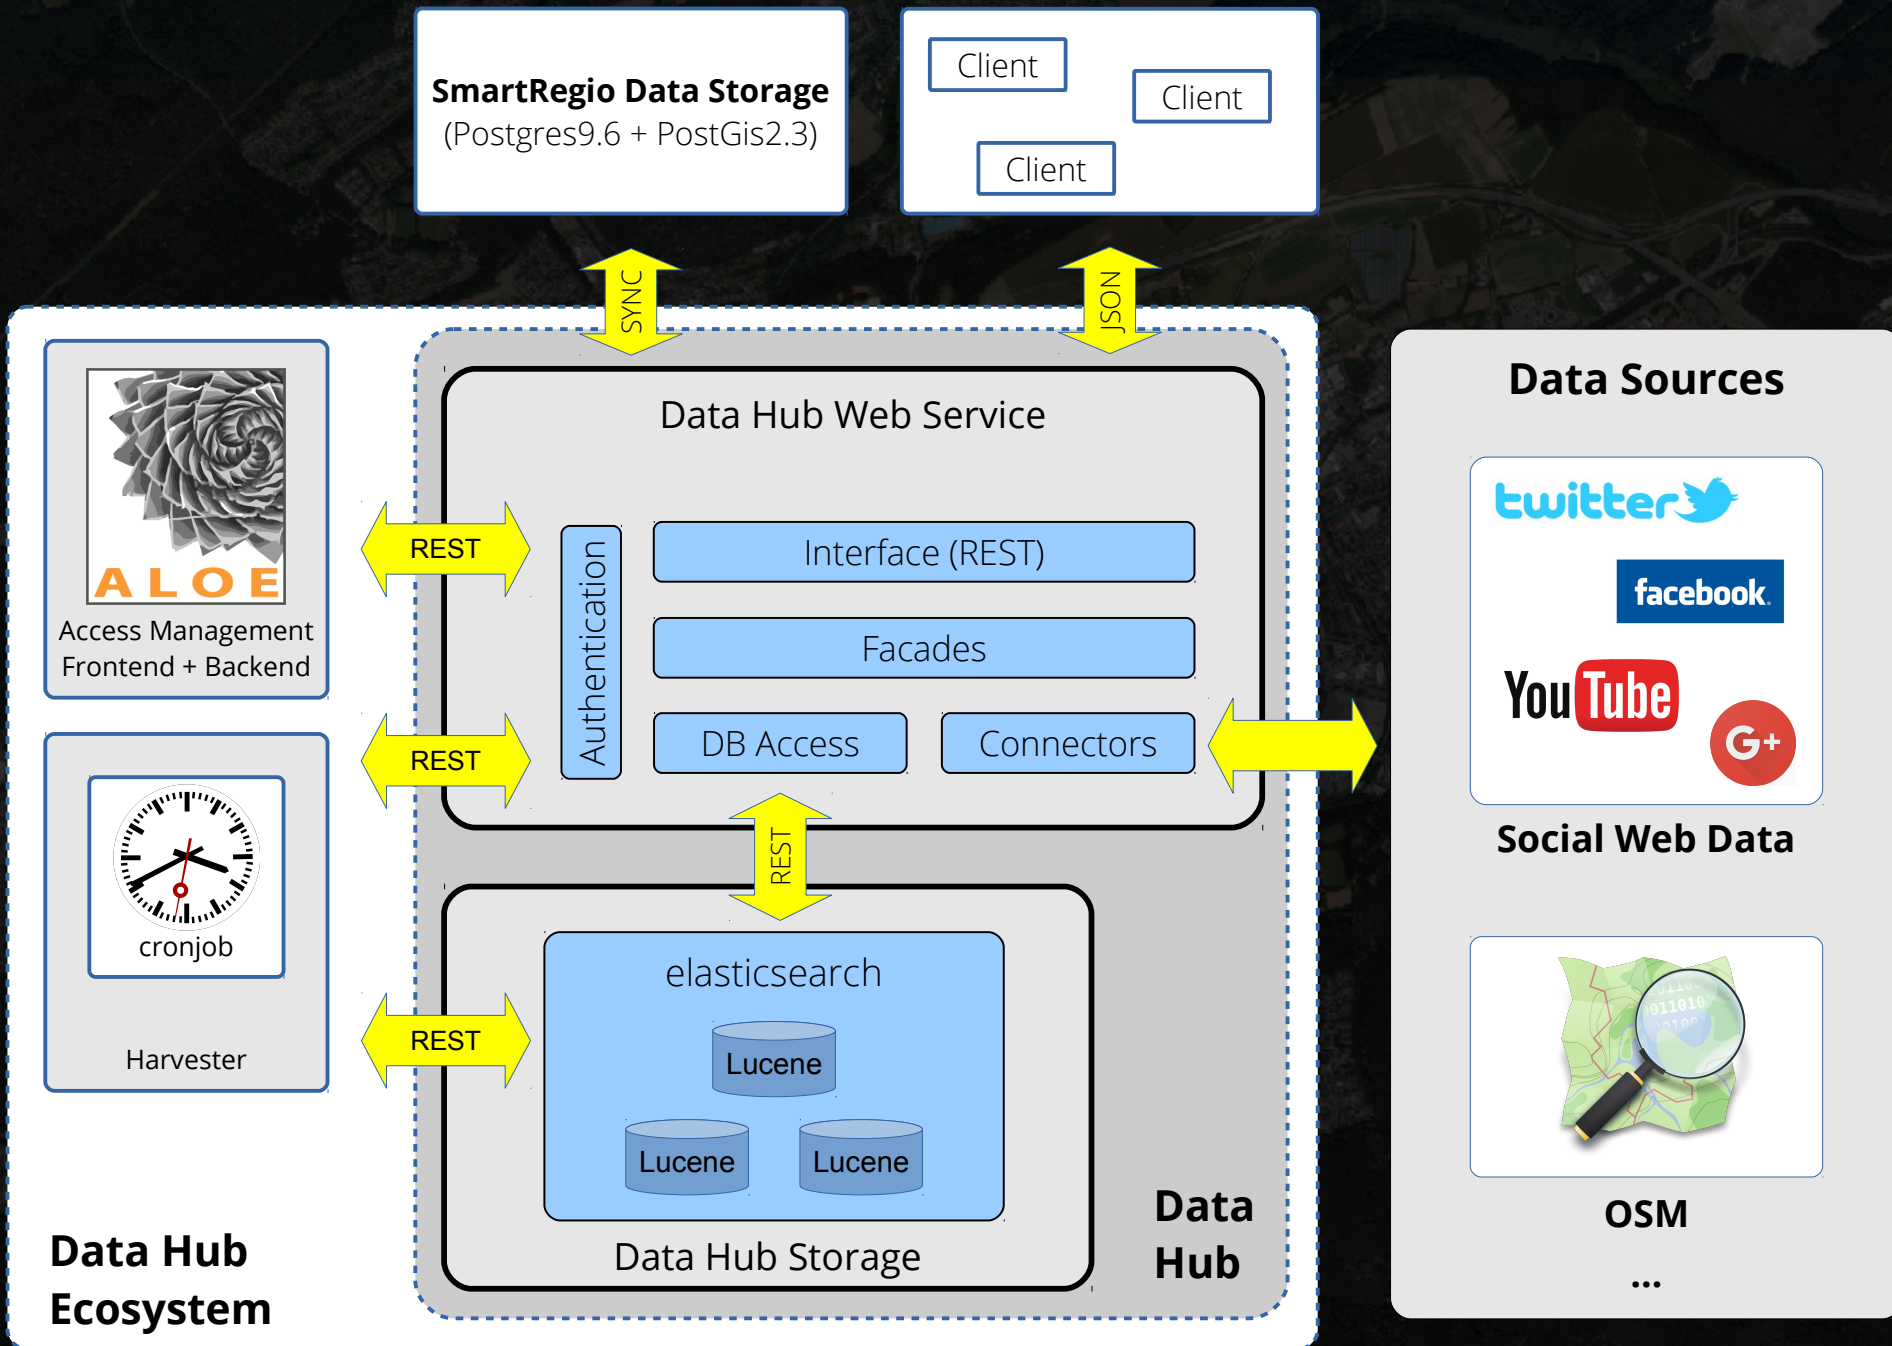 SmartRegio Data Storage
(Postgres9.6 + PostGis2.3)
Client
Client
Client
SYNC
JSON
ALOE
Access Management
Frontend + Backend
cronjob
Harvester
Data Hub
Ecosystem
REST
REST
REST
Data Hub Web Service
Authentication
Interface (REST)
Facades
DB Access
Connectors
REST
elasticsearch
Lucene
Lucene
Lucene
Data Hub Storage
Data
Hub
Data Sources
twitter
facebook
YouTube
G+
Social Web Data
011010
OSM
...